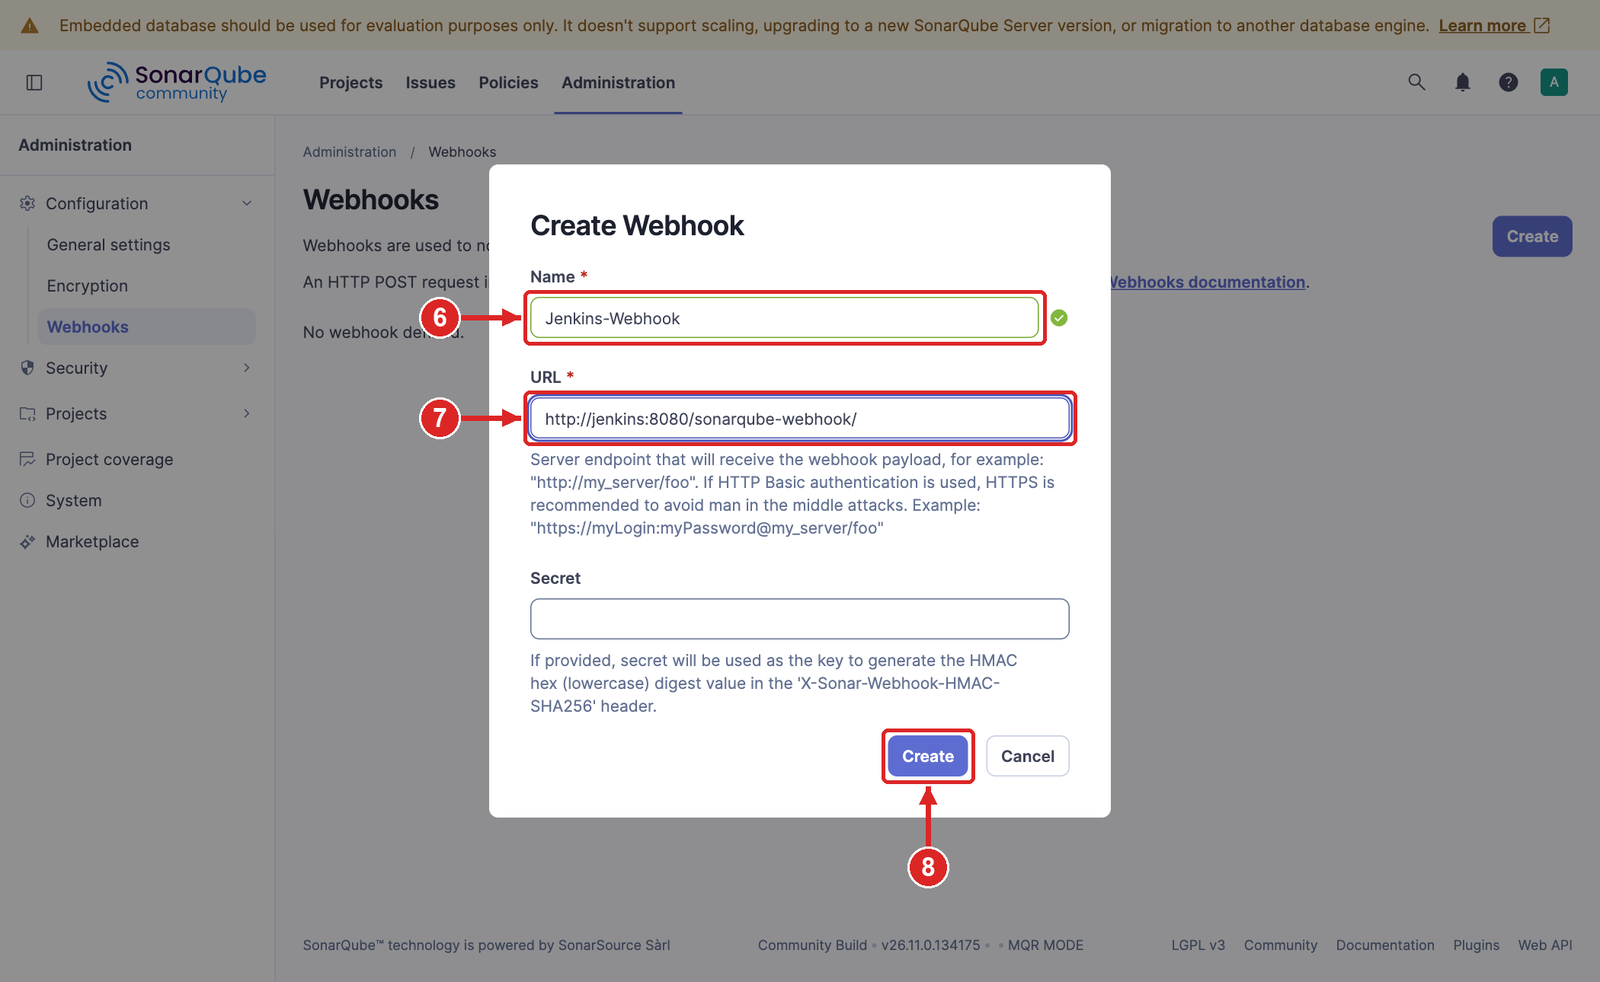 Embedded database should be used for evaluation purposes only. It doesn't support scaling, upgrading to a new SonarQube Server version, or migration to another database engine. Learn more
SonarQube
community
Projects
Issues
Policies
Administration
?
A
Administration
Configuration
General settings
Encryption
Webhooks
Security
Projects
Project coverage
System
Marketplace
Administration / Webhooks
Webhooks
Webhooks are used to
An HTTP POST request
Webhooks documentation.
No webhook
Create
Create Webhook
Name *
6
Jenkins-Webhook
URL *
7
http://jenkins:8080/sonarqube-webhook/
Server endpoint that will receive the webhook payload, for example:
"http://my_server/foo". If HTTP Basic authentication is used, HTTPS is
recommended to avoid man in the middle attacks. Example:
"https://myLogin:myPassword@my_server/foo"
Secret
If provided, secret will be used as the key to generate the HMAC
hex (lowercase) digest value in the 'X-Sonar-Webhook-HMAC-
SHA256' header.
Create
Cancel
8
SonarQube™ technology is powered by SonarSource Sàrl
Community Build • v26.11.0.134175 • • MQR MODE
LGPL v3
Community
Documentation
Plugins
Web API